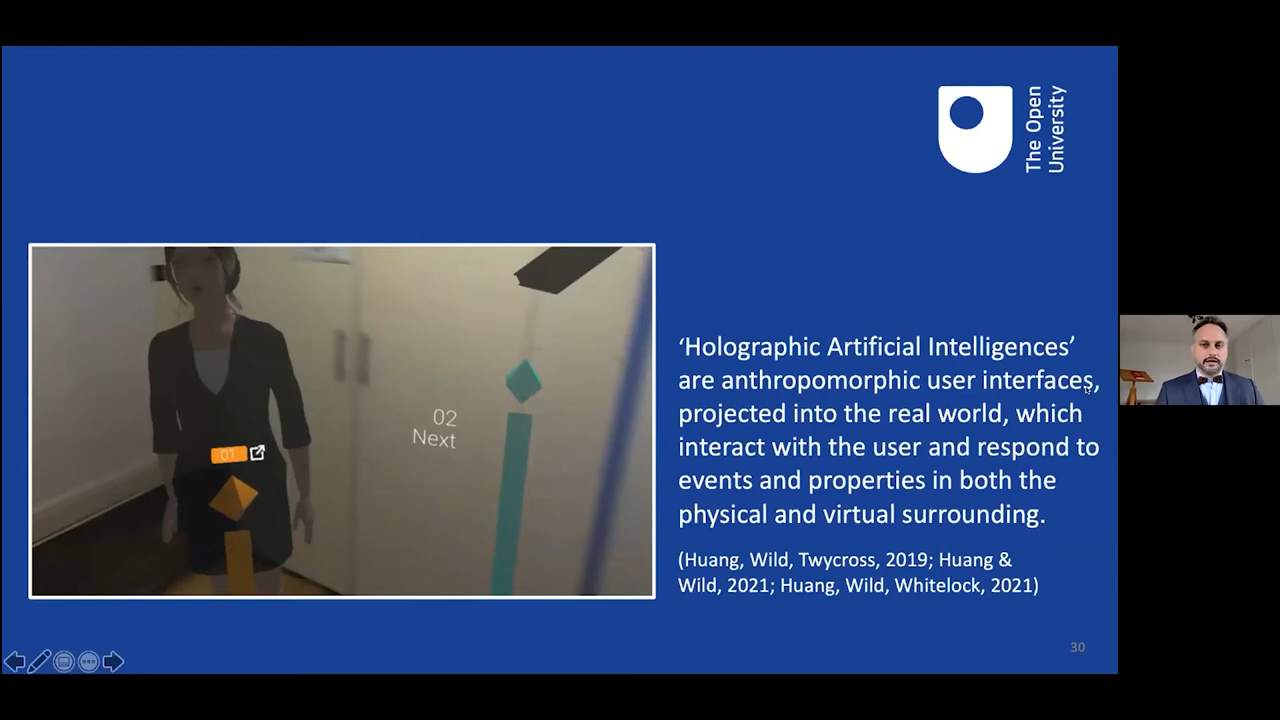 The Open
University
01
02
Next
‘Holographic Artificial Intelligences’
are anthropomorphic user interfaces,
projected into the real world, which
interact with the user and respond to
events and properties in both the
physical and virtual surrounding.
(Huang, Wild, Twycross, 2019; Huang &
Wild, 2021; Huang, Wild, Whitelock, 2021)
30